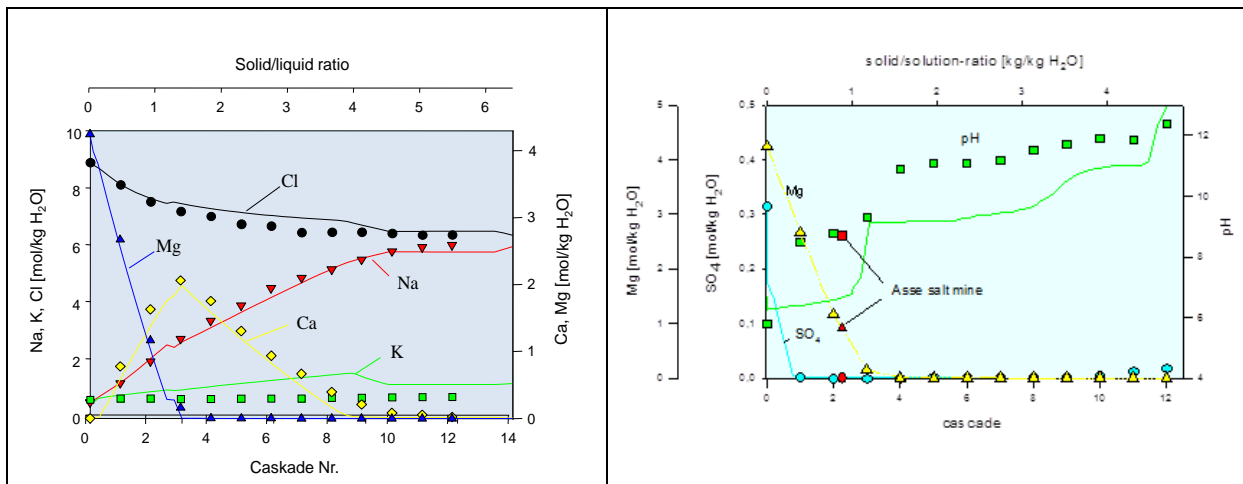 Solid/liquid ratio
0 1 2 3 4 5 6
10
8
6
4
2
0
Na, K, Cl [mol/kg H₂O]
Cl
Mg
Na
Ca
K
4
3
2
1
0
Ca, Mg [mol/kg H₂O]
0 2 4 6 8 10 12 14
Caskade Nr.
solid/solution-ratio [kg/kg H₂O]
0 1 2 3 4
5
4
3
2
1
0
Mg [mol/kg H₂O]
0,5
0,4
0,3
0,2
0,1
0,0
SO₄ [mol/kg H₂O]
pH
Mg
Asse salt mine
SO₄
12
10
8
6
4
pH
0 2 4 6 8 10 12
cascade